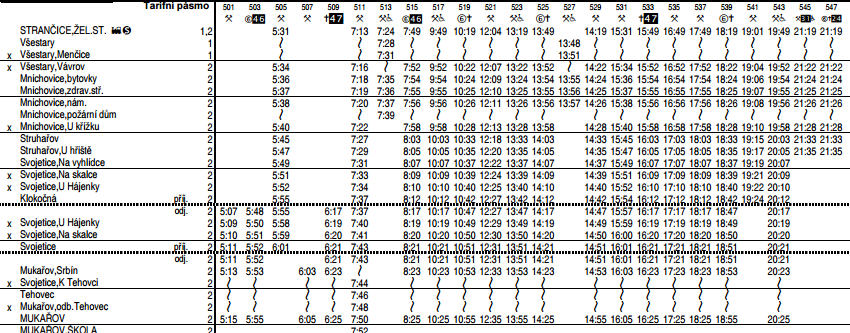 Tarifní pásmo 501 503 505 507 509 511 513 515 517 519 521 523 525 527 529 531 533 535 537 539 541 543 545 547
46 47 46 47 31 24
STRANČICE,ŽEL.ST. S 1,2 5:31 7:13 7:24 7:49 9:49 10:19 12:04 13:19 13:49 14:19 15:31 15:49 16:49 17:49 18:19 19:01 19:49 21:19 21:19
Všestary 1 7:28 13:48
x Všestary,Menčice 1 7:31 13:51
x Všestary,Vávrov 2 5:34 7:16 7:52 9:52 10:22 12:07 13:22 13:52 14:22 15:34 15:52 16:52 17:52 18:22 19:04 19:52 21:22 21:22
Mnichovice,bytovky 2 5:36 7:18 7:35 7:54 9:54 10:24 12:09 13:24 13:54 13:54 14:24 15:36 15:54 16:54 17:54 18:24 19:06 19:54 21:24 21:24
Mnichovice,zdrav.stř. 2 5:37 7:19 7:36 7:55 9:55 10:25 12:10 13:25 13:55 13:55 14:25 15:37 15:55 16:55 17:55 18:25 19:07 19:55 21:25 21:25
Mnichovice,nám. 2 5:38 7:20 7:37 7:56 9:56 10:26 12:11 13:26 13:56 13:57 14:26 15:38 15:56 16:56 17:56 18:26 19:08 19:56 21:26 21:26
Mnichovice,požární dům 2 7:39
x Mnichovice,U křížku 2 5:40 7:22 7:58 9:58 10:28 12:13 13:28 13:58 14:28 15:40 15:58 16:58 17:58 18:28 19:10 19:58 21:28 21:28
Struhařov 2 5:45 7:27 8:03 10:03 10:33 12:18 13:33 14:03 14:33 15:45 16:03 17:03 18:03 18:33 19:15 20:03 21:33 21:33
Struhařov,U hřiště 2 5:47 7:29 8:05 10:05 10:35 12:20 13:35 14:05 14:35 15:47 16:05 17:05 18:05 18:35 19:17 20:05 21:35 21:35
Svojetice,Na vyhlídce 2 5:49 7:31 8:07 10:07 10:37 12:22 13:37 14:07 14:37 15:49 16:07 17:07 18:07 18:37 19:19 20:07
x Svojetice,Na skalce 2 5:51 7:33 8:09 10:09 10:39 12:24 13:39 14:09 14:39 15:51 16:09 17:09 18:09 18:39 19:21 20:09
x Svojetice,U Hájenky 2 5:52 7:34 8:10 10:10 10:40 12:25 13:40 14:10 14:40 15:52 16:10 17:10 18:10 18:40 19:22 20:10
Klokočná příj. 2 5:55 7:37 8:12 10:12 10:42 12:27 13:42 14:12 14:42 15:54 16:12 17:12 18:12 18:42 19:24 20:12
odj. 2 5:07 5:48 5:55 6:17 7:37 8:17 10:17 10:47 12:27 13:47 14:17 14:47 15:57 16:17 17:17 18:17 18:47 20:17
x Svojetice,U Hájenky 2 5:09 5:50 5:58 6:19 7:40 8:19 10:19 10:49 12:29 13:49 14:19 14:49 15:59 16:19 17:19 18:19 18:49 20:19
x Svojetice,Na skalce 2 5:10 5:51 5:59 6:20 7:41 8:20 10:20 10:50 12:30 13:50 14:20 14:50 16:00 16:20 17:20 18:20 18:50 20:20
Svojetice příj. 2 5:11 5:52 6:01 6:21 7:43 8:21 10:21 10:51 12:31 13:51 14:21 14:51 16:01 16:21 17:21 18:21 18:51 20:21
odj. 2 5:11 5:52 6:21 7:43 8:21 10:21 10:51 12:31 13:51 14:21 14:51 16:01 16:21 17:21 18:21 18:51 20:21
Mukařov,Srbín 2 5:13 5:53 6:03 6:23 8:23 10:23 10:53 12:33 13:53 14:23 14:53 16:03 16:23 17:23 18:23 18:53 20:23
x Svojetice,K Tehovci 2 7:44
Tehovec 2 7:46
x Mukařov,odb.Tehovec 2 7:48
MUKAŘOV 2 5:15 5:55 6:05 6:25 7:50 8:25 10:25 10:55 12:35 13:55 14:25 14:55 16:05 16:25 17:25 18:25 18:55 20:25
MUKAŘOV,ŠKOLA 2 7:52